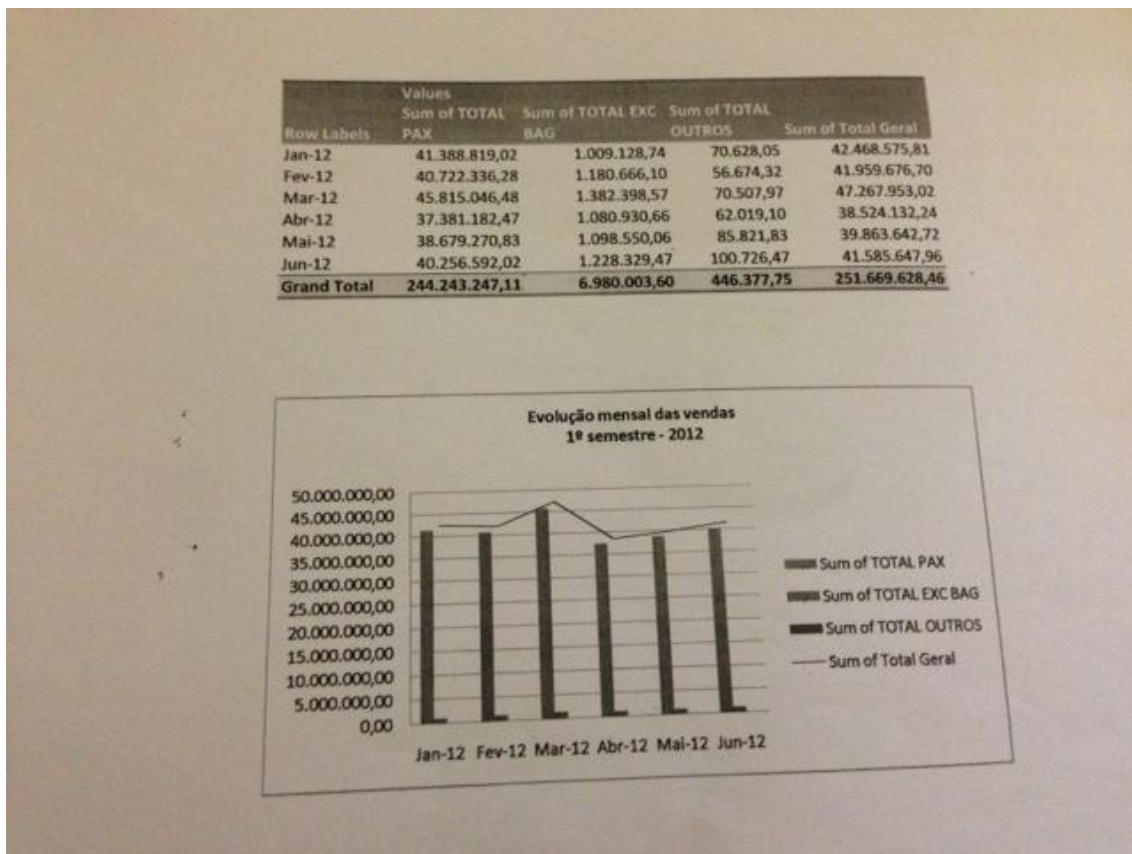 Values
Sum of TOTAL Sum of TOTAL EXC Sum of TOTAL
Row Labels PAX BAG OUTROS Sum of Total Geral
Jan-12 41.388.819,02 1.009.128,74 70.628,05 42.468.575,81
Fev-12 40.722.336,28 1.180.666,10 56.674,32 41.959.676,70
Mar-12 45.815.046,48 1.382.398,57 70.507,97 47.267.953,02
Abr-12 37.381.182,47 1.080.930,66 62.019,10 38.524.132,24
Mai-12 38.679.270,83 1.098.550,06 85.821,83 39.863.642,72
Jun-12 40.256.592,02 1.228.329,47 100.726,47 41.585.647,96
Grand Total 244.243.247,11 6.980.003,60 446.377,75 251.669.628,46
Evolução mensal das vendas
1º semestre - 2012
50.000.000,00
45.000.000,00
40.000.000,00
35.000.000,00
30.000.000,00
25.000.000,00
20.000.000,00
15.000.000,00
10.000.000,00
5.000.000,00
0,00
Jan-12 Fev-12 Mar-12 Abr-12 Mai-12 Jun-12
Sum of TOTAL PAX
Sum of TOTAL EXC BAG
Sum of TOTAL OUTROS
Sum of Total Geral